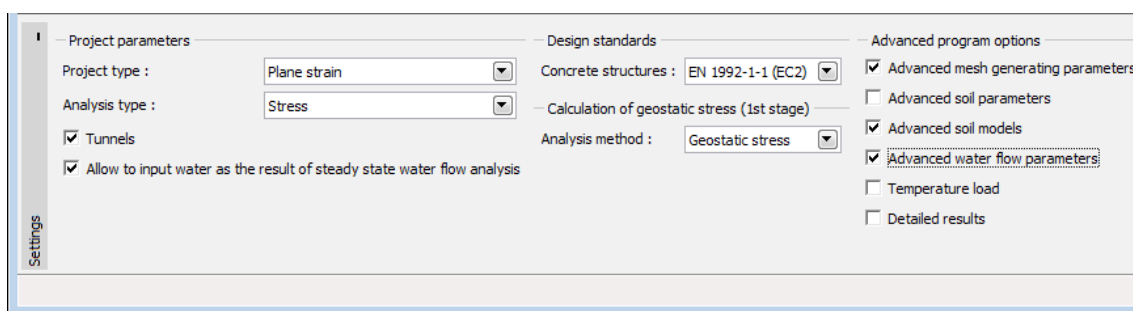 Project parameters
Project type :
Plane strain
Analysis type :
Stress
Tunnels
Allow to input water as the result of steady state water flow analysis
Design standards
Concrete structures :
EN 1992-1-1 (EC2)
Calculation of geostatic stress (1st stage)
Analysis method :
Geostatic stress
Advanced program options
Advanced mesh generating parameters
Advanced soil parameters
Advanced soil models
Advanced water flow parameters
Temperature load
Detailed results
Settings